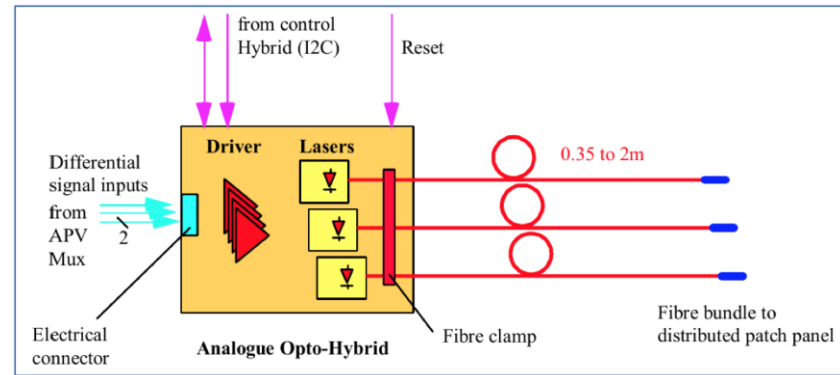 from control
Hybrid (I2C)
Reset
Driver
Lasers
0.35 to 2m
Differential
signal inputs
from
APV
Mux
2
Electrical
connector
Analogue Opto-Hybrid
Fibre clamp
Fibre bundle to
distributed patch panel